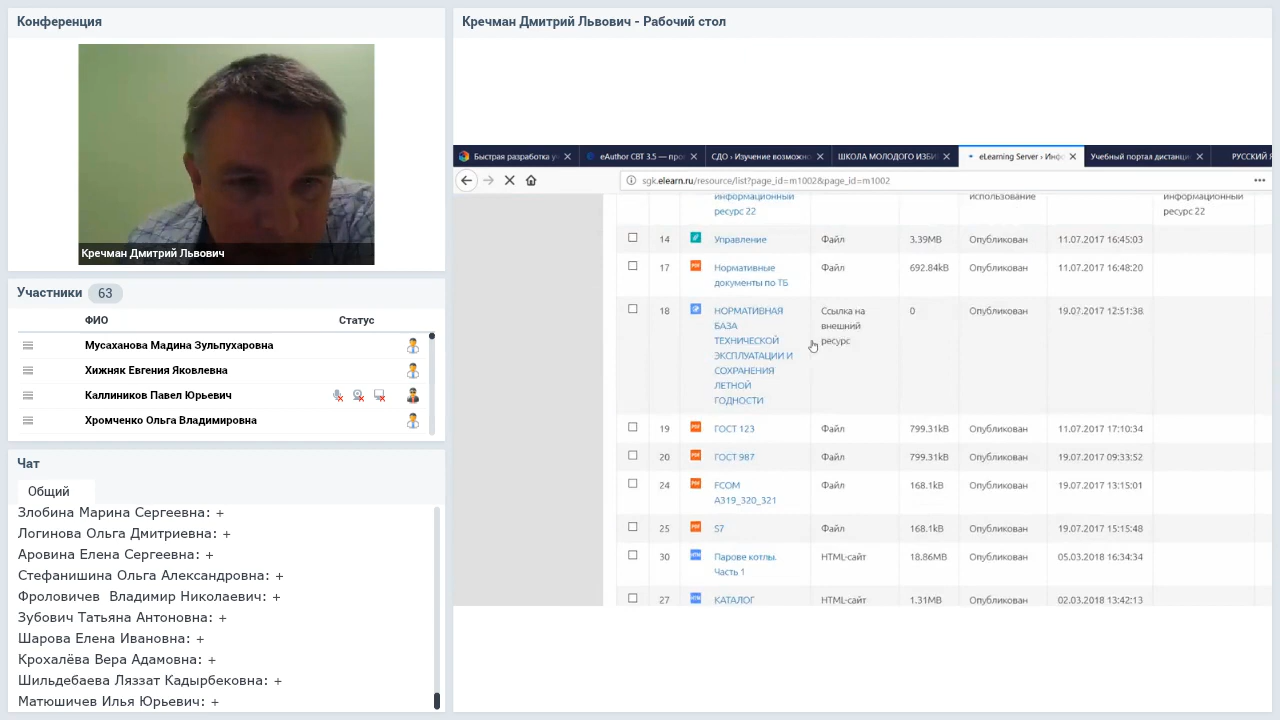 Конференция
Кречман Дмитрий Львович
Участники 63
ФИО Статус
Мусаханова Мадина Зульпухаровна
Хижняк Евгения Яковлевна
Каллиников Павел Юрьевич
Хромченко Ольга Владимировна
Чат
Общий
Злобина Марина Сергеевна: +
Логинова Ольга Дмитриевна: +
Аровина Елена Сергеевна: +
Стефанишина Ольга Александровна: +
Фроловичев Владимир Николаевич: +
Зубович Татьяна Антоновна: +
Шарова Елена Ивановна: +
Крохалёва Вера Адамовна: +
Шильдебаева Ляззат Кадырбековна: +
Матюшичев Илья Юрьевич: +
Кречман Дмитрий Львович - Рабочий стол
Быстрая разработка у eAuthor CBT 3.5 — про СДО › Изучение возможно ШКОЛА МОЛОДОГО ИЗБИ eLearning Server › Инфо Учебный портал дистанци РУССКИЙ
sgk.elearn.ru/resource/list?page_id=m1002&page_id=m1002
информационный использование информационный
ресурс 22 ресурс 22
14 Управление Файл 3.39MB Опубликован 11.07.2017 16:45:03
17 Нормативные Файл 692.84kB Опубликован 11.07.2017 16:48:20
документы по ТБ
18 НОРМАТИВНАЯ Ссылка на 0 Опубликован 19.07.2017 12:51:38
БАЗА внешний
ТЕХНИЧЕСКОЙ ресурс
ЭКСПЛУАТАЦИИ И
СОХРАНЕНИЯ
ЛЕТНОЙ
ГОДНОСТИ
19 ГОСТ 123 Файл 799.31kB Опубликован 11.07.2017 17:10:34
20 ГОСТ 987 Файл 799.31kB Опубликован 19.07.2017 09:33:52
24 FCOM Файл 168.1kB Опубликован 19.07.2017 13:15:01
A319_320_321
25 S7 Файл 168.1kB Опубликован 19.07.2017 15:15:48
30 Парове котлы. HTML-сайт 18.86MB Опубликован 05.03.2018 16:34:34
Часть 1
27 КАТАЛОГ HTML-сайт 1.31MB Опубликован 02.03.2018 13:42:13